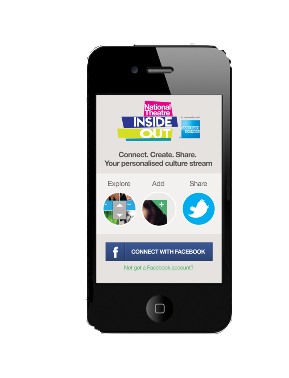 National
Theatre
INSIDE
OUT
Connect. Create. Share.
Your personalised culture stream
Explore Add Share
f CONNECT WITH FACEBOOK
Not got a Facebook account?